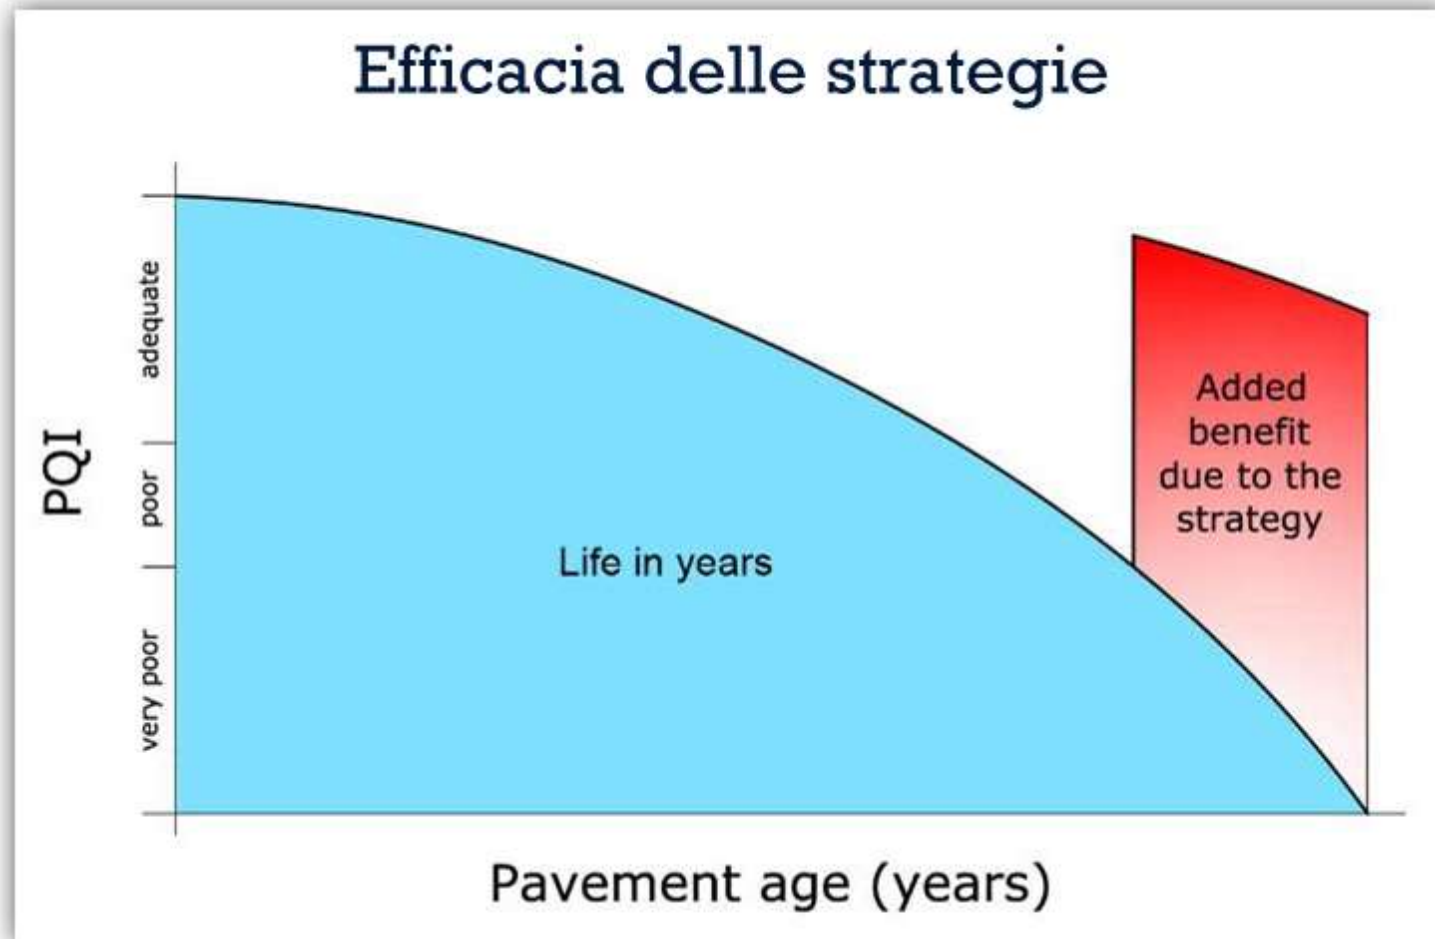 Efficacia delle strategie
PQI
adequate
poor
very poor
Life in years
Added
benefit
due to the
strategy
Pavement age (years)